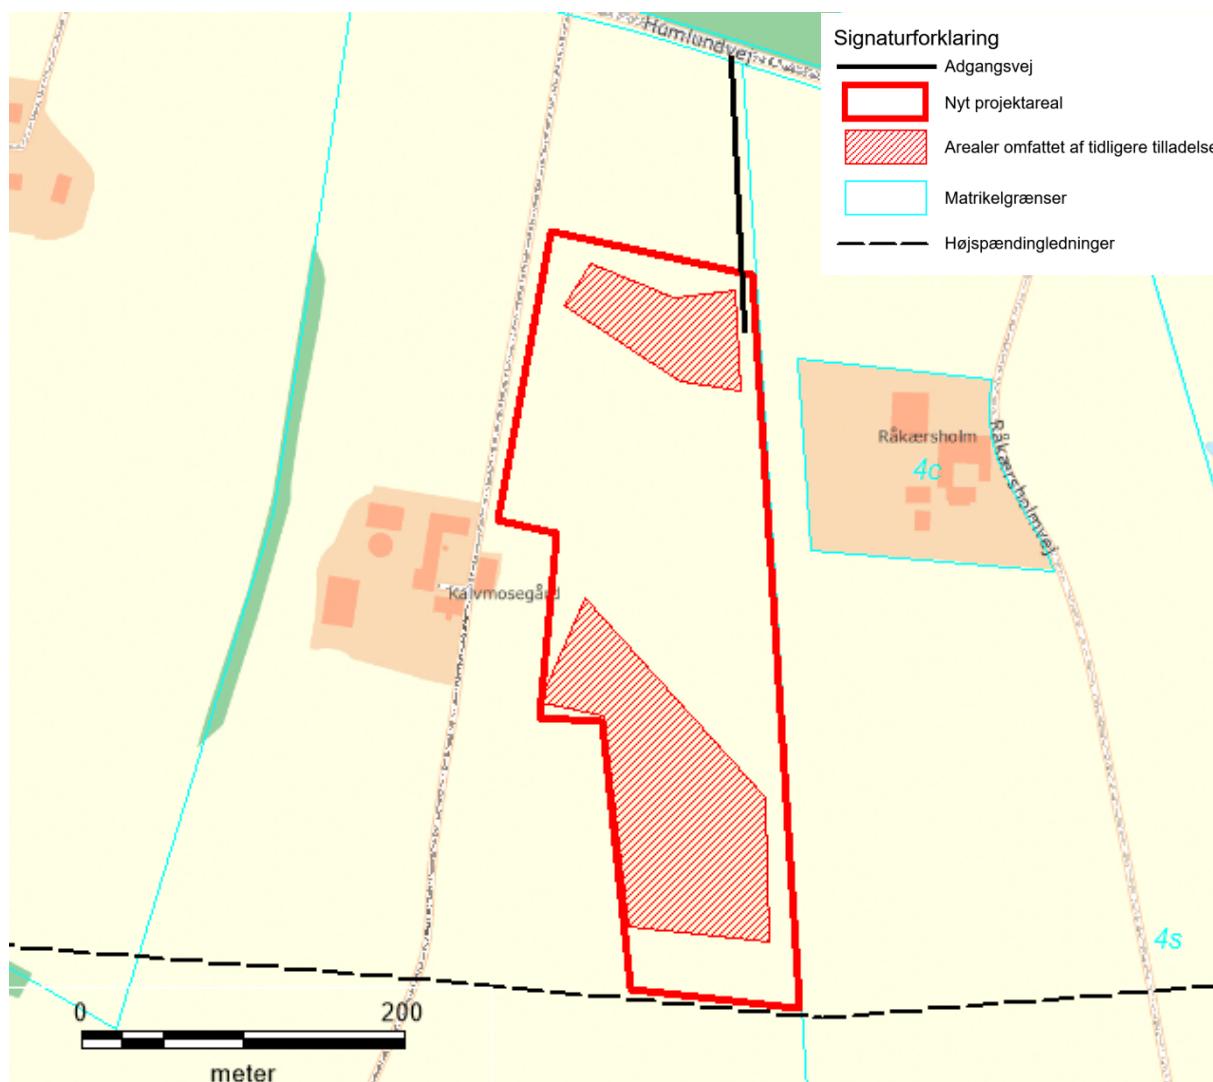 Humlundvej
Signaturforklaring
Adgangsvej
Nyt projektareal
Arealer omfattet af tidligere tilladelse
Matrikelgrænser
Højspændingledninger
Råkærsholm
4c
Råkærsholmvej
Kalvmosegård
4s
0 200
meter